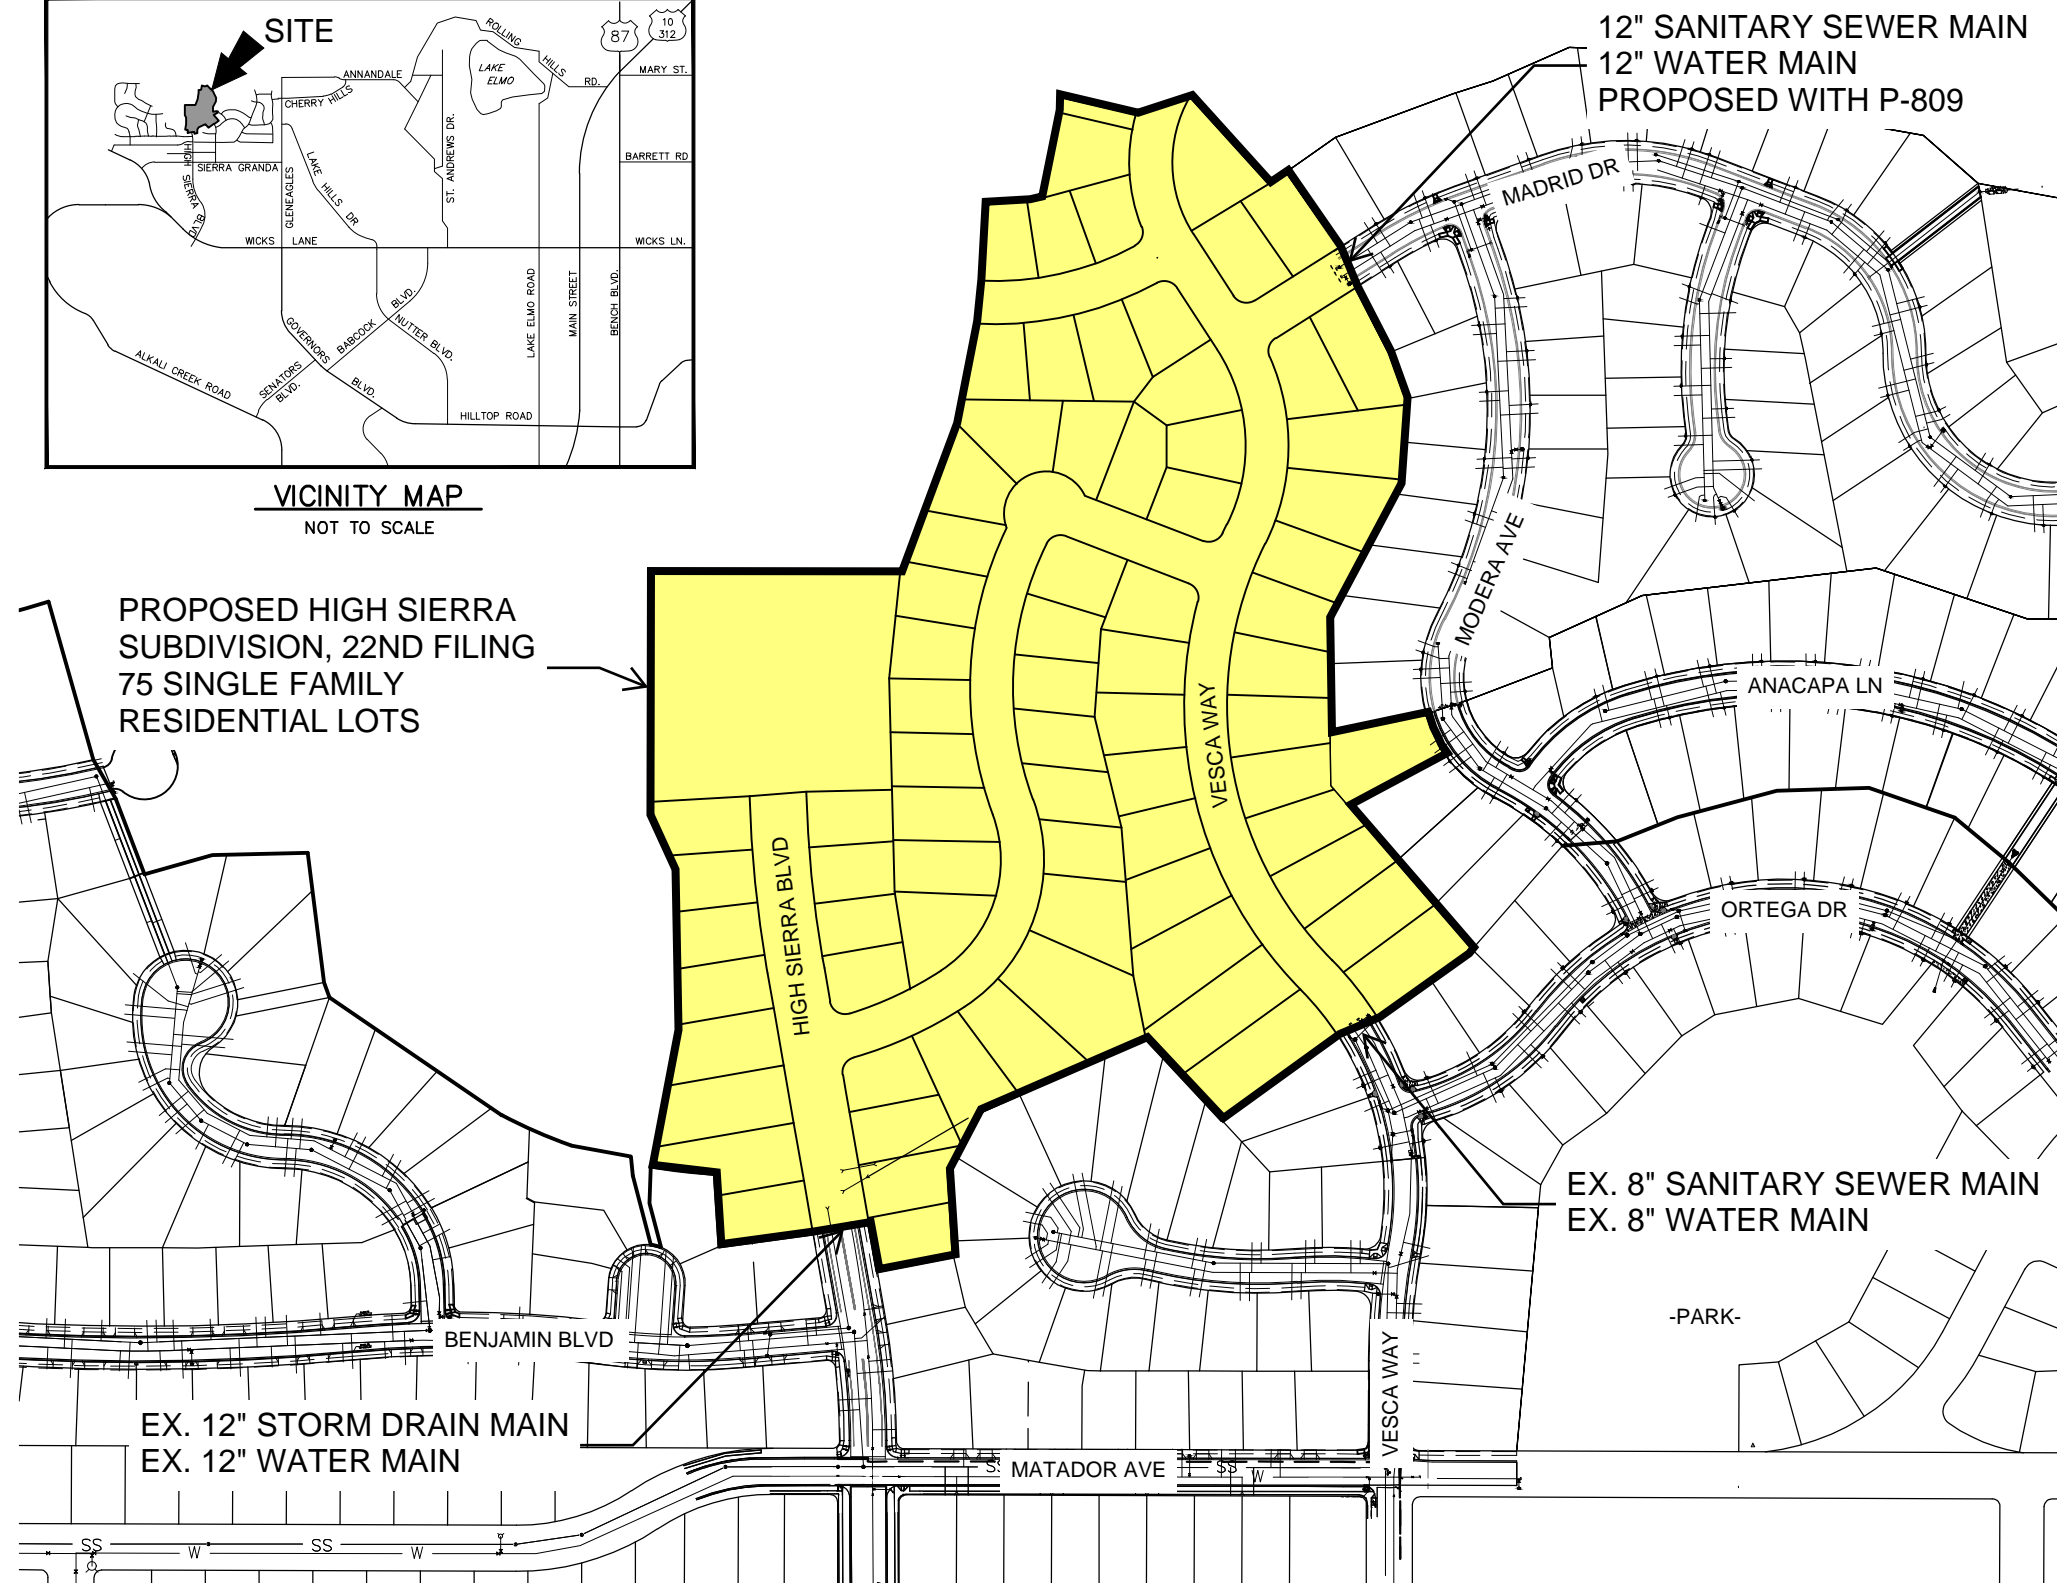 SITE
ROLLING
HILLS
RD.
87
10
312
LAKE
ELMO
ANNANDALE
CHERRY HILLS
MARY ST.
ST. ANDREWS DR.
BARRETT RD
HIGH SIERRA BLVD
SIERRA GRANDA
GLENEAGLES
LAKE HILLS DR
WICKS LANE
WICKS LN.
LAKE ELMO ROAD
MAIN STREET
BENCH BLVD.
GOVERNORS
BLVD.
BABCOCK
BLVD.
NUTTER BLVD.
SENATORS
BLVD.
ALKALI CREEK ROAD
HILLTOP ROAD
VICINITY MAP
NOT TO SCALE
12" SANITARY SEWER MAIN
12" WATER MAIN
PROPOSED WITH P-809
MADRID DR
MODERA AVE
PROPOSED HIGH SIERRA
SUBDIVISION, 22ND FILING
75 SINGLE FAMILY
RESIDENTIAL LOTS
ANACAPA LN
VESCA WAY
HIGH SIERRA BLVD
ORTEGA DR
EX. 8" SANITARY SEWER MAIN
EX. 8" WATER MAIN
-PARK-
BENJAMIN BLVD
VESCA WAY
EX. 12" STORM DRAIN MAIN
EX. 12" WATER MAIN
MATADOR AVE
SS
W
SS
W
SS
W